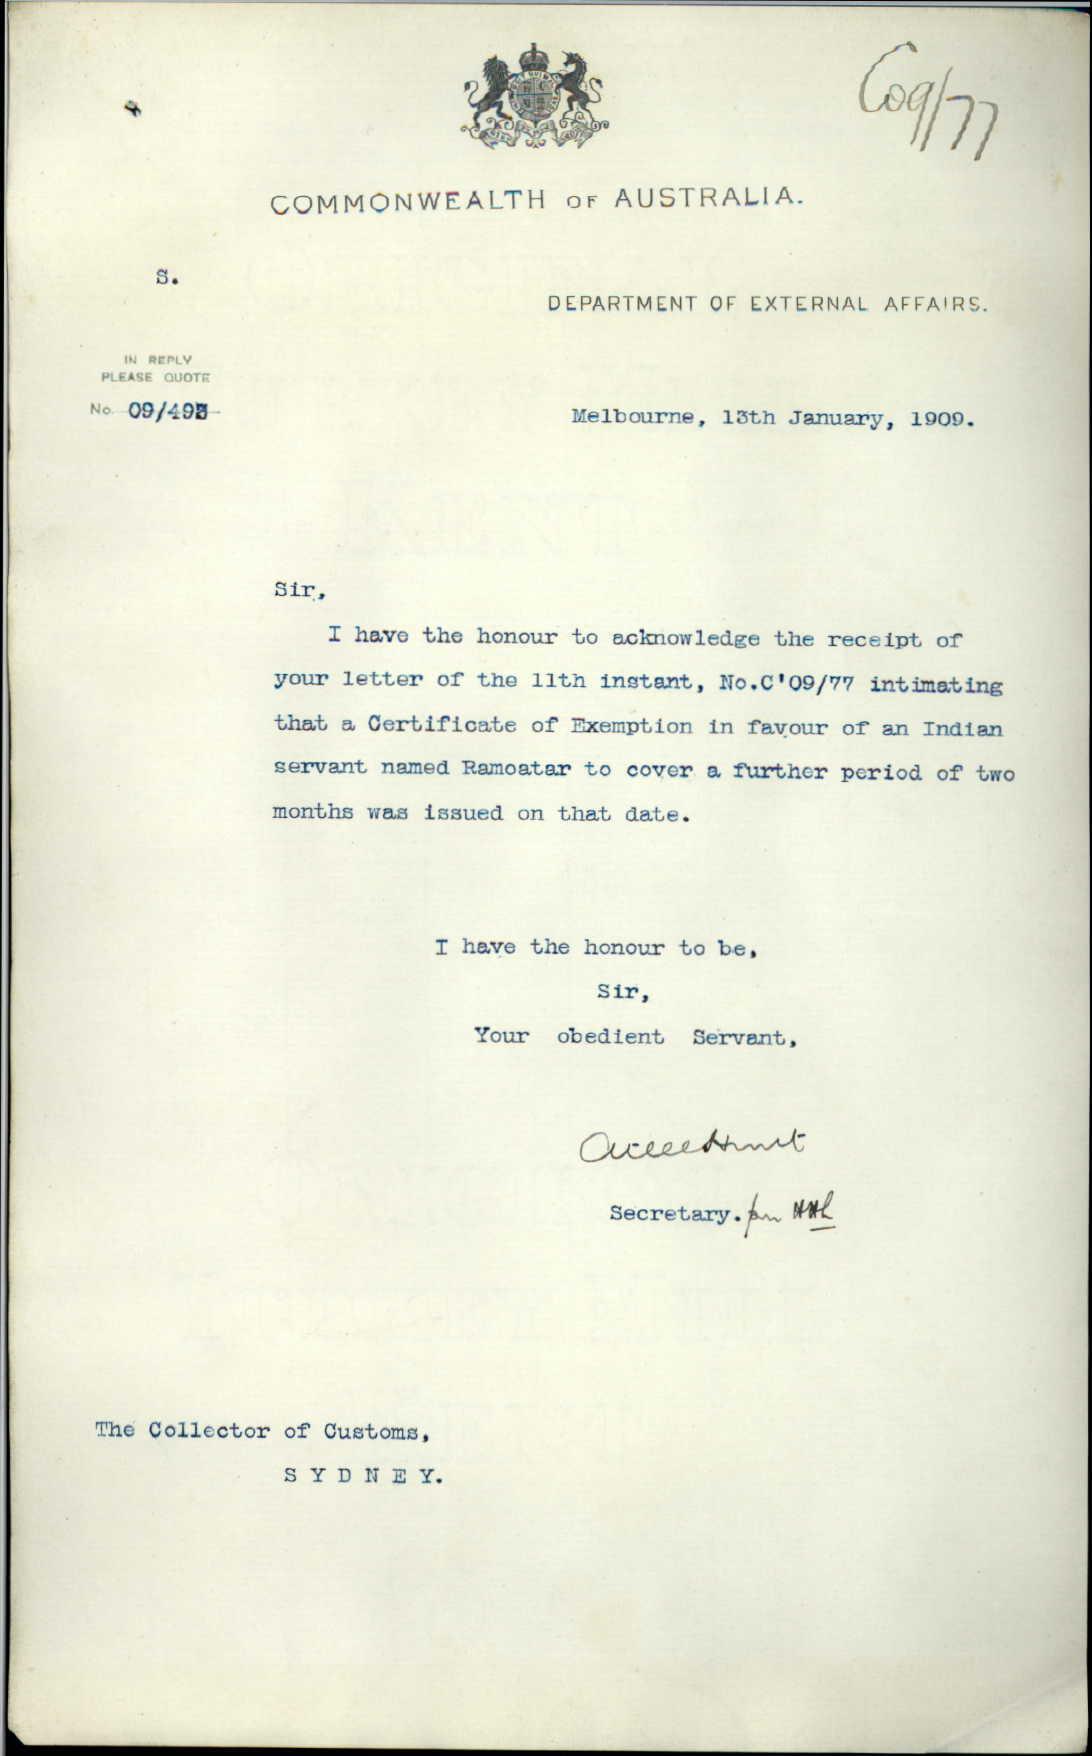 C09/77
COMMONWEALTH OF AUSTRALIA.
S.
DEPARTMENT OF EXTERNAL AFFAIRS.
IN REPLY
PLEASE QUOTE
No. 09/493
Melbourne, 13th January, 1909.
Sir,
I have the honour to acknowledge the receipt of
your letter of the 11th instant, No.C'09/77 intimating
that a Certificate of Exemption in favour of an Indian
servant named Ramoatar to cover a further period of two
months was issued on that date.
I have the honour to be,
Sir,
Your obedient Servant,
Atlee Hunt
Secretary.
The Collector of Customs,
S Y D N E Y.